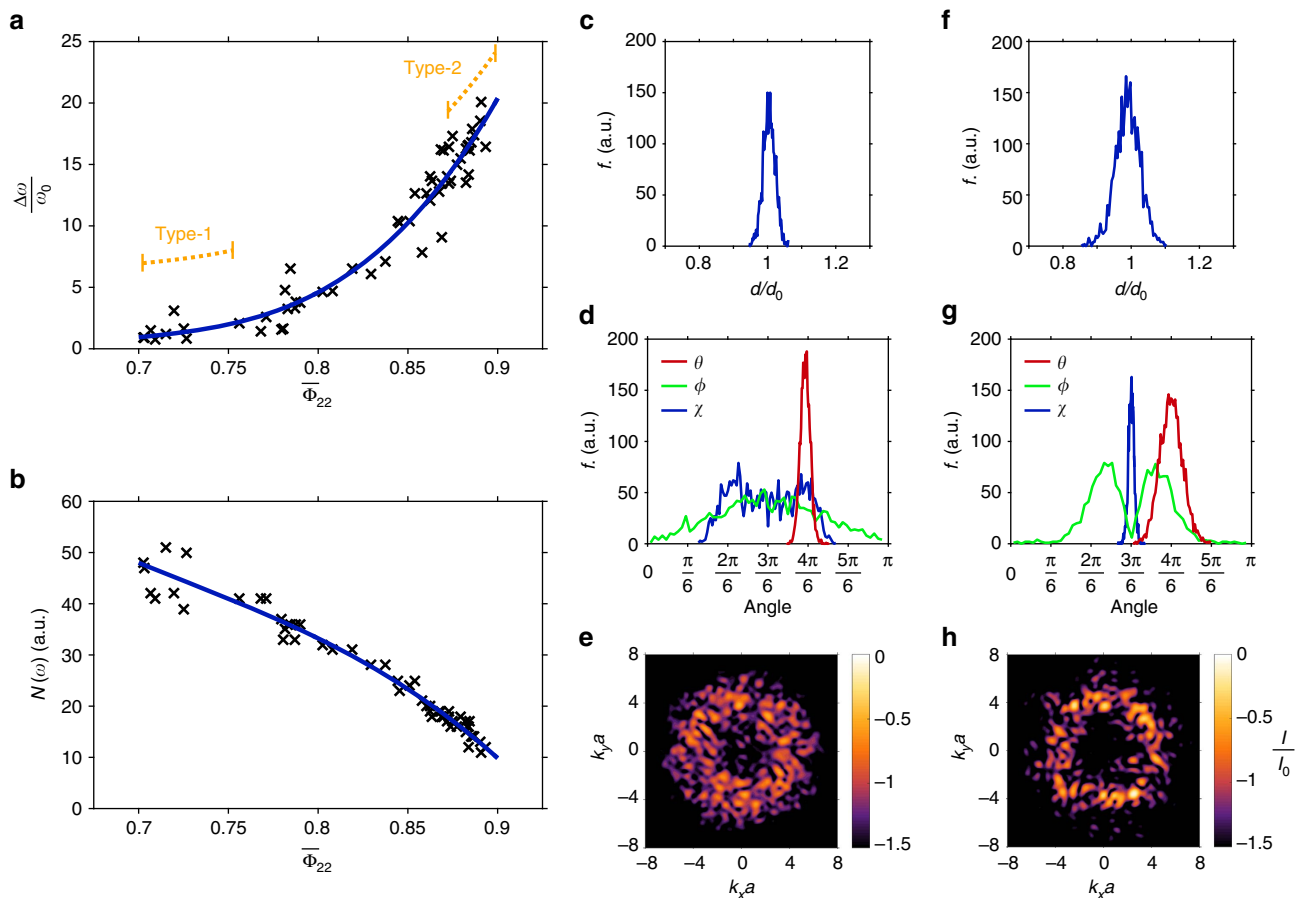 a
25
20
15
10
5
0
Δω
ω0
Type-1
Type-2
0.7
0.75
0.8
0.85
0.9
Φ22
b
60
50
40
30
20
10
0
N (ω) (a.u.)
0.7
0.75
0.8
0.85
0.9
Φ22
c
200
150
100
50
0
f. (a.u.)
0.8
1
1.2
d/d0
d
200
150
100
50
0
f. (a.u.)
θ
ϕ
χ
0
π
6
2π
6
3π
6
4π
6
5π
6
π
Angle
e
8
4
0
−4
−8
kya
−8
−4
0
4
8
kxa
0
−0.5
−1
−1.5
f
200
150
100
50
0
f. (a.u.)
0.8
1
1.2
d/d0
g
200
150
100
50
0
f. (a.u.)
θ
ϕ
χ
0
π
6
2π
6
3π
6
4π
6
5π
6
π
Angle
h
8
4
0
−4
−8
kya
−8
−4
0
4
8
kxa
0
−0.5
−1
−1.5
I
I0